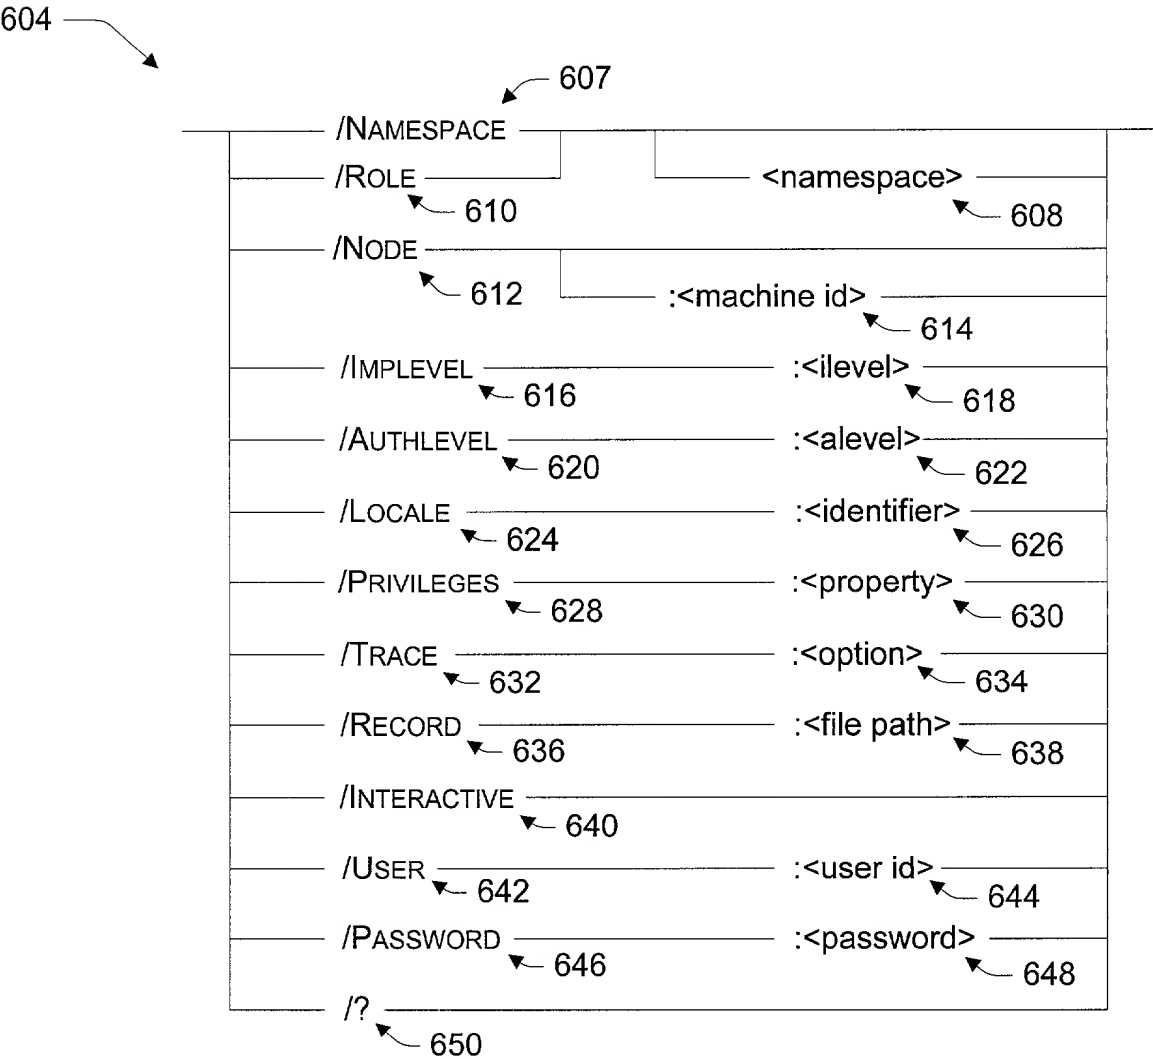 604
607
/NAMESPACE
/ROLE <namespace>
610 608
/NODE
612 :<machine id>
614
/IMPLEVEL :<ilevel>
616 618
/AUTHLEVEL :<alevel>
620 622
/LOCALE :<identifier>
624 626
/PRIVILEGES :<property>
628 630
/TRACE :<option>
632 634
/RECORD :<file path>
636 638
/INTERACTIVE
640
/USER :<user id>
642 644
/PASSWORD :<password>
646 648
/?
650